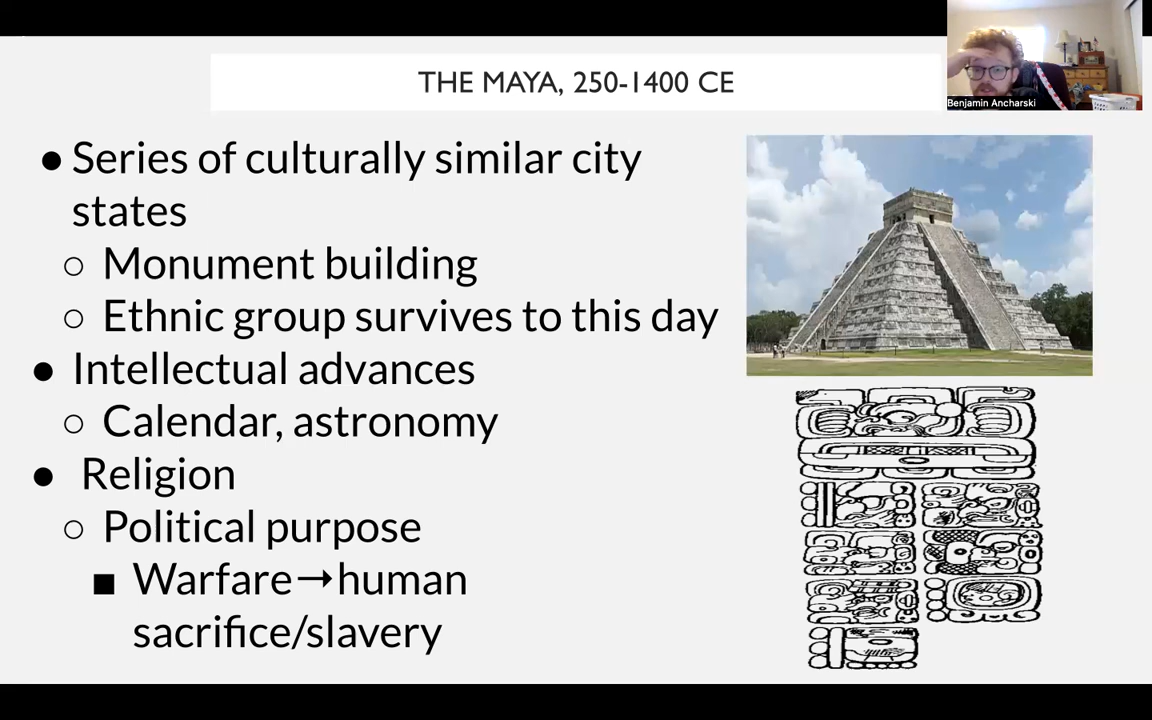 THE MAYA, 250-1400 CE
Benjamin Ancharski
● Series of culturally similar city
states
○ Monument building
○ Ethnic group survives to this day
● Intellectual advances
○ Calendar, astronomy
● Religion
○ Political purpose
■ Warfare→human
sacrifice/slavery